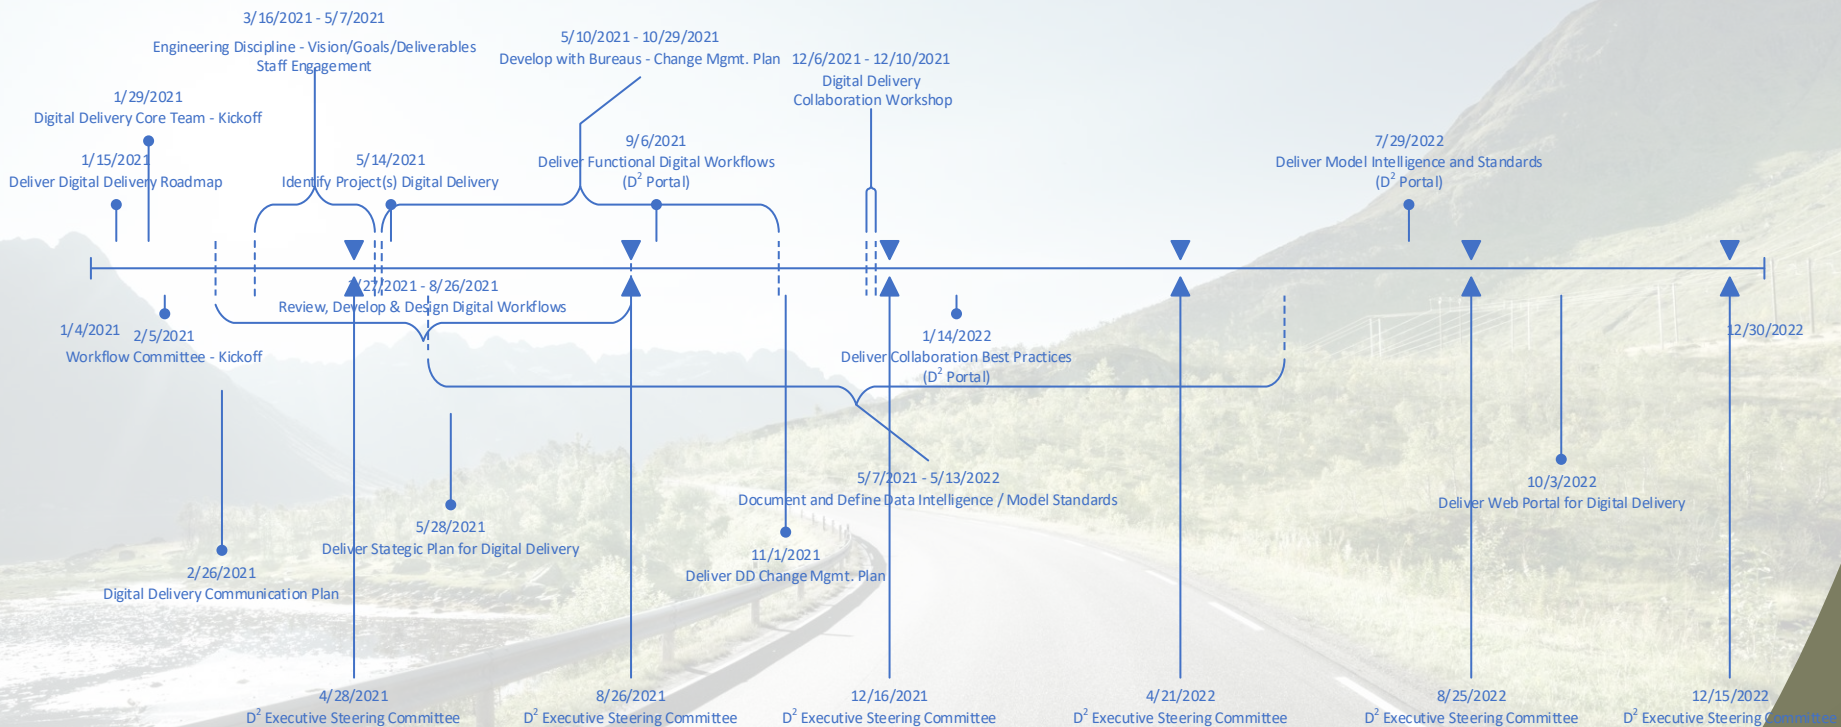 3/16/2021 - 5/7/2021
Engineering Discipline - Vision/Goals/Deliverables
Staff Engagement
5/10/2021 - 10/29/2021
Develop with Bureaus - Change Mgmt. Plan
12/6/2021 - 12/10/2021
Digital Delivery
Collaboration Workshop
1/29/2021
Digital Delivery Core Team - Kickoff
1/15/2021
Deliver Digital Delivery Roadmap
5/14/2021
Identify Project(s) Digital Delivery
9/6/2021
Deliver Functional Digital Workflows
(D² Portal)
7/29/2022
Deliver Model Intelligence and Standards
(D² Portal)
/27/2021 - 8/26/2021
Review, Develop & Design Digital Workflows
1/4/2021
2/5/2021
Workflow Committee - Kickoff
1/14/2022
Deliver Collaboration Best Practices
(D² Portal)
12/30/2022
5/7/2021 - 5/13/2022
Document and Define Data Intelligence / Model Standards
10/3/2022
Deliver Web Portal for Digital Delivery
5/28/2021
Deliver Stategic Plan for Digital Delivery
11/1/2021
Deliver DD Change Mgmt. Plan
2/26/2021
Digital Delivery Communication Plan
4/28/2021
D² Executive Steering Committee
8/26/2021
D² Executive Steering Committee
12/16/2021
D² Executive Steering Committee
4/21/2022
D² Executive Steering Committee
8/25/2022
D² Executive Steering Committee
12/15/2022
D² Executive Steering Committee